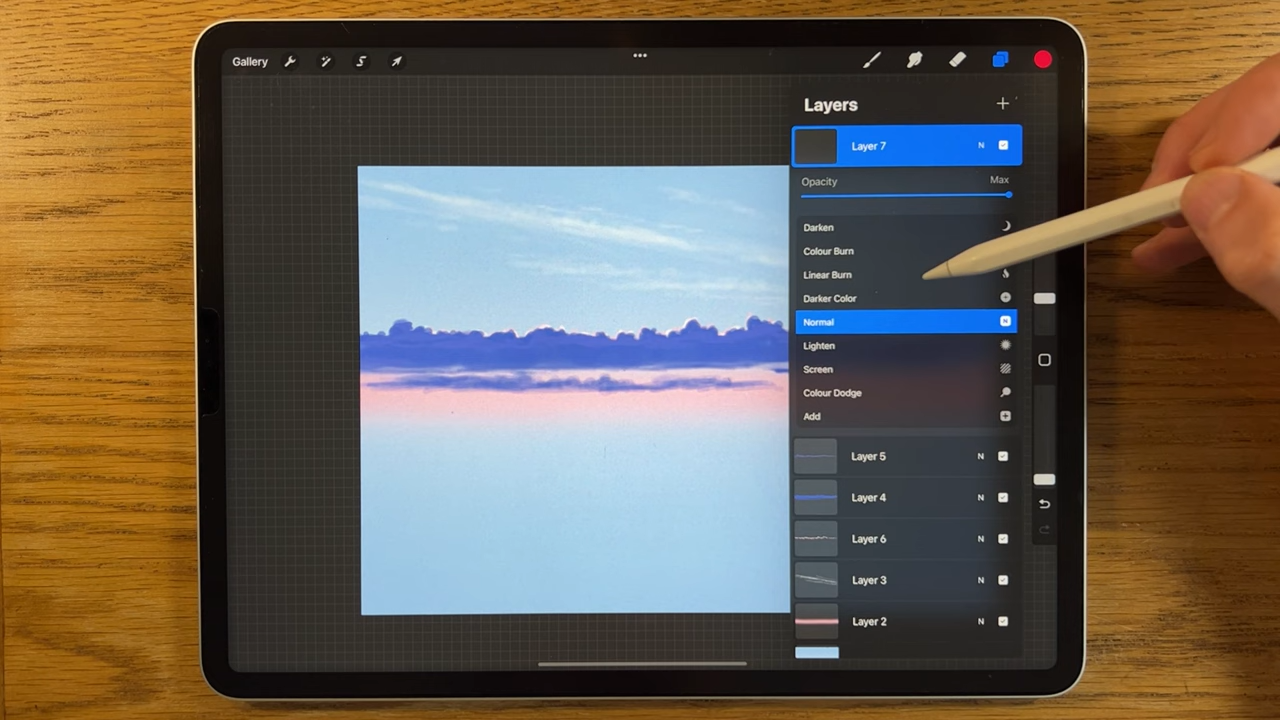 Gallery
Layers
Layer 7 N
Opacity Max
Darken
Colour Burn
Linear Burn
Darker Color
Normal
Lighten
Screen
Colour Dodge
Add
Layer 5 N
Layer 4 N
Layer 6 N
Layer 3 N
Layer 2 N